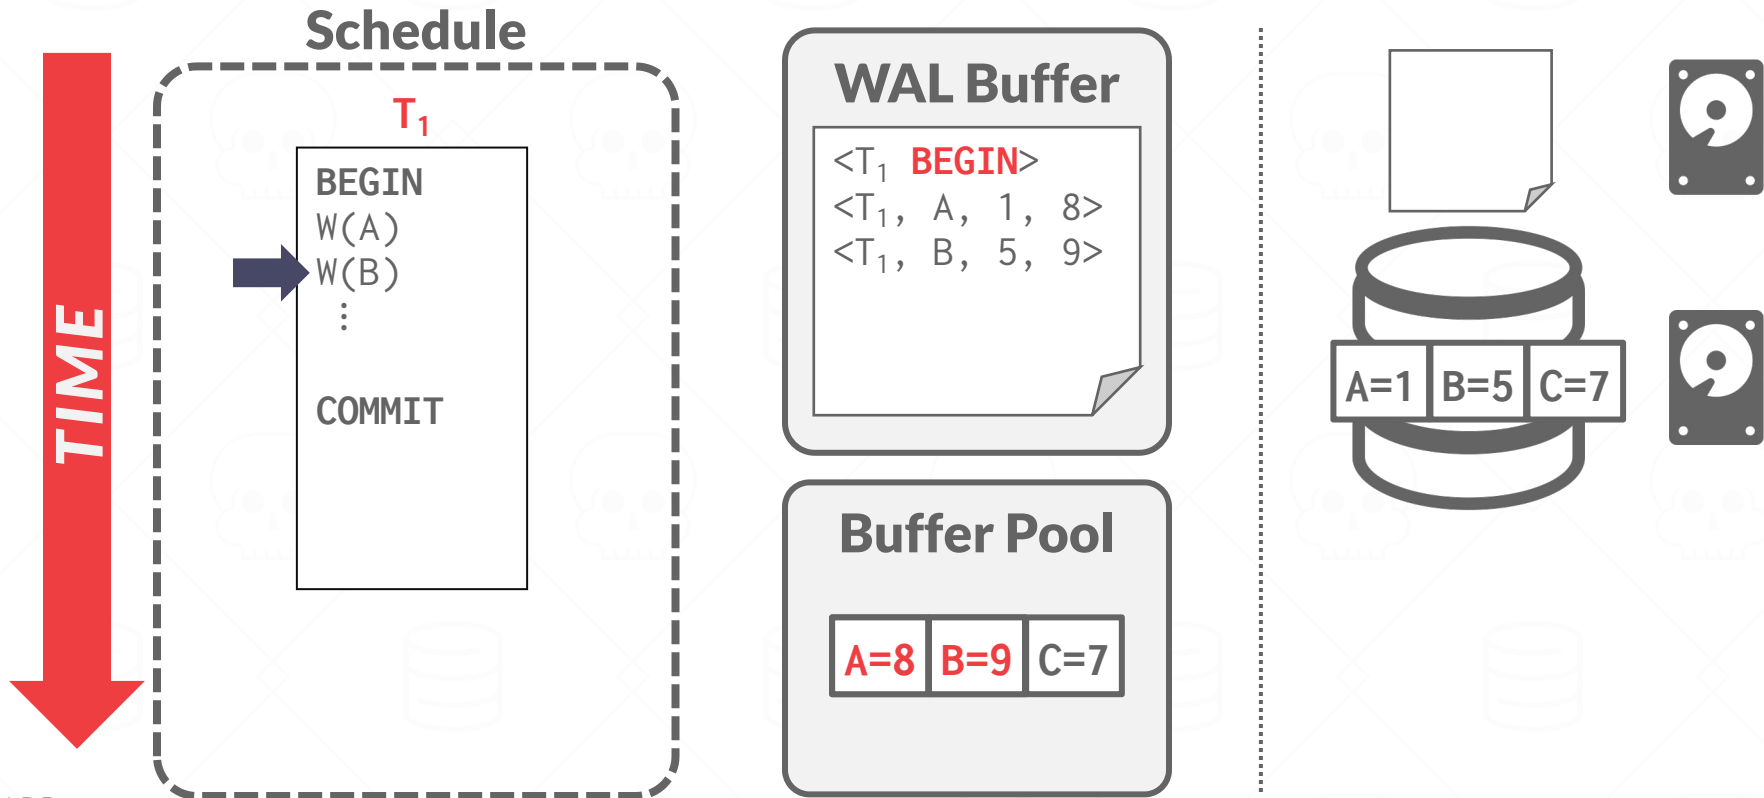 Schedule
TIME
T1
BEGIN
W(A)
W(B)
⋮
COMMIT
WAL Buffer
<T1 BEGIN>
<T1, A, 1, 8>
<T1, B, 5, 9>
Buffer Pool
A=8 B=9 C=7
A=1 B=5 C=7